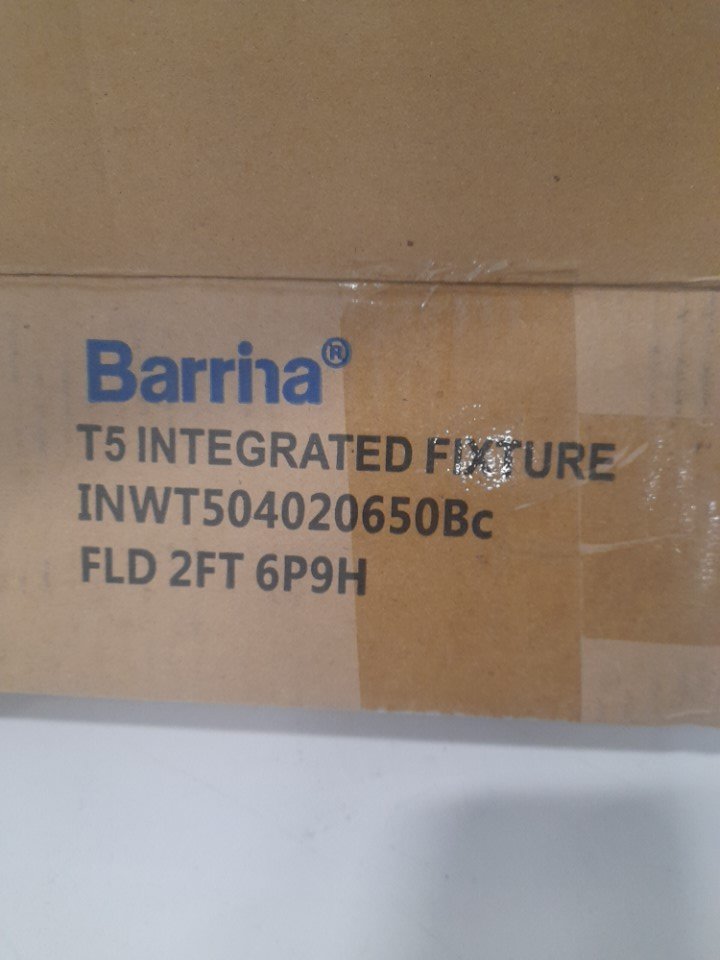 Barrina®
T5 INTEGRATED FIXTURE
INWT504020650Bc
FLD 2FT 6P9H